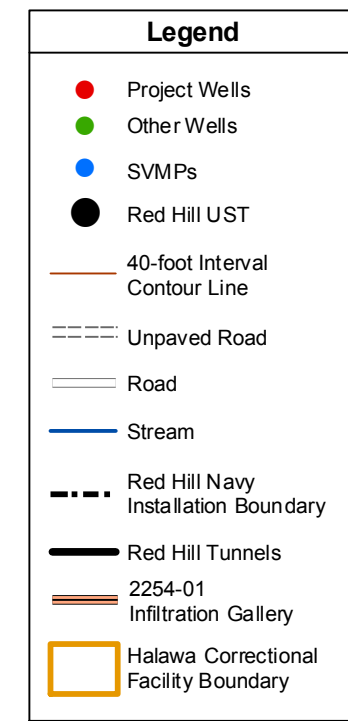 Legend
Project Wells
Other Wells
SVMPs
Red Hill UST
40-foot Interval
Contour Line
Unpaved Road
Road
Stream
Red Hill Navy
Installation Boundary
Red Hill Tunnels
2254-01
Infiltration Gallery
Halawa Correctional
Facility Boundary